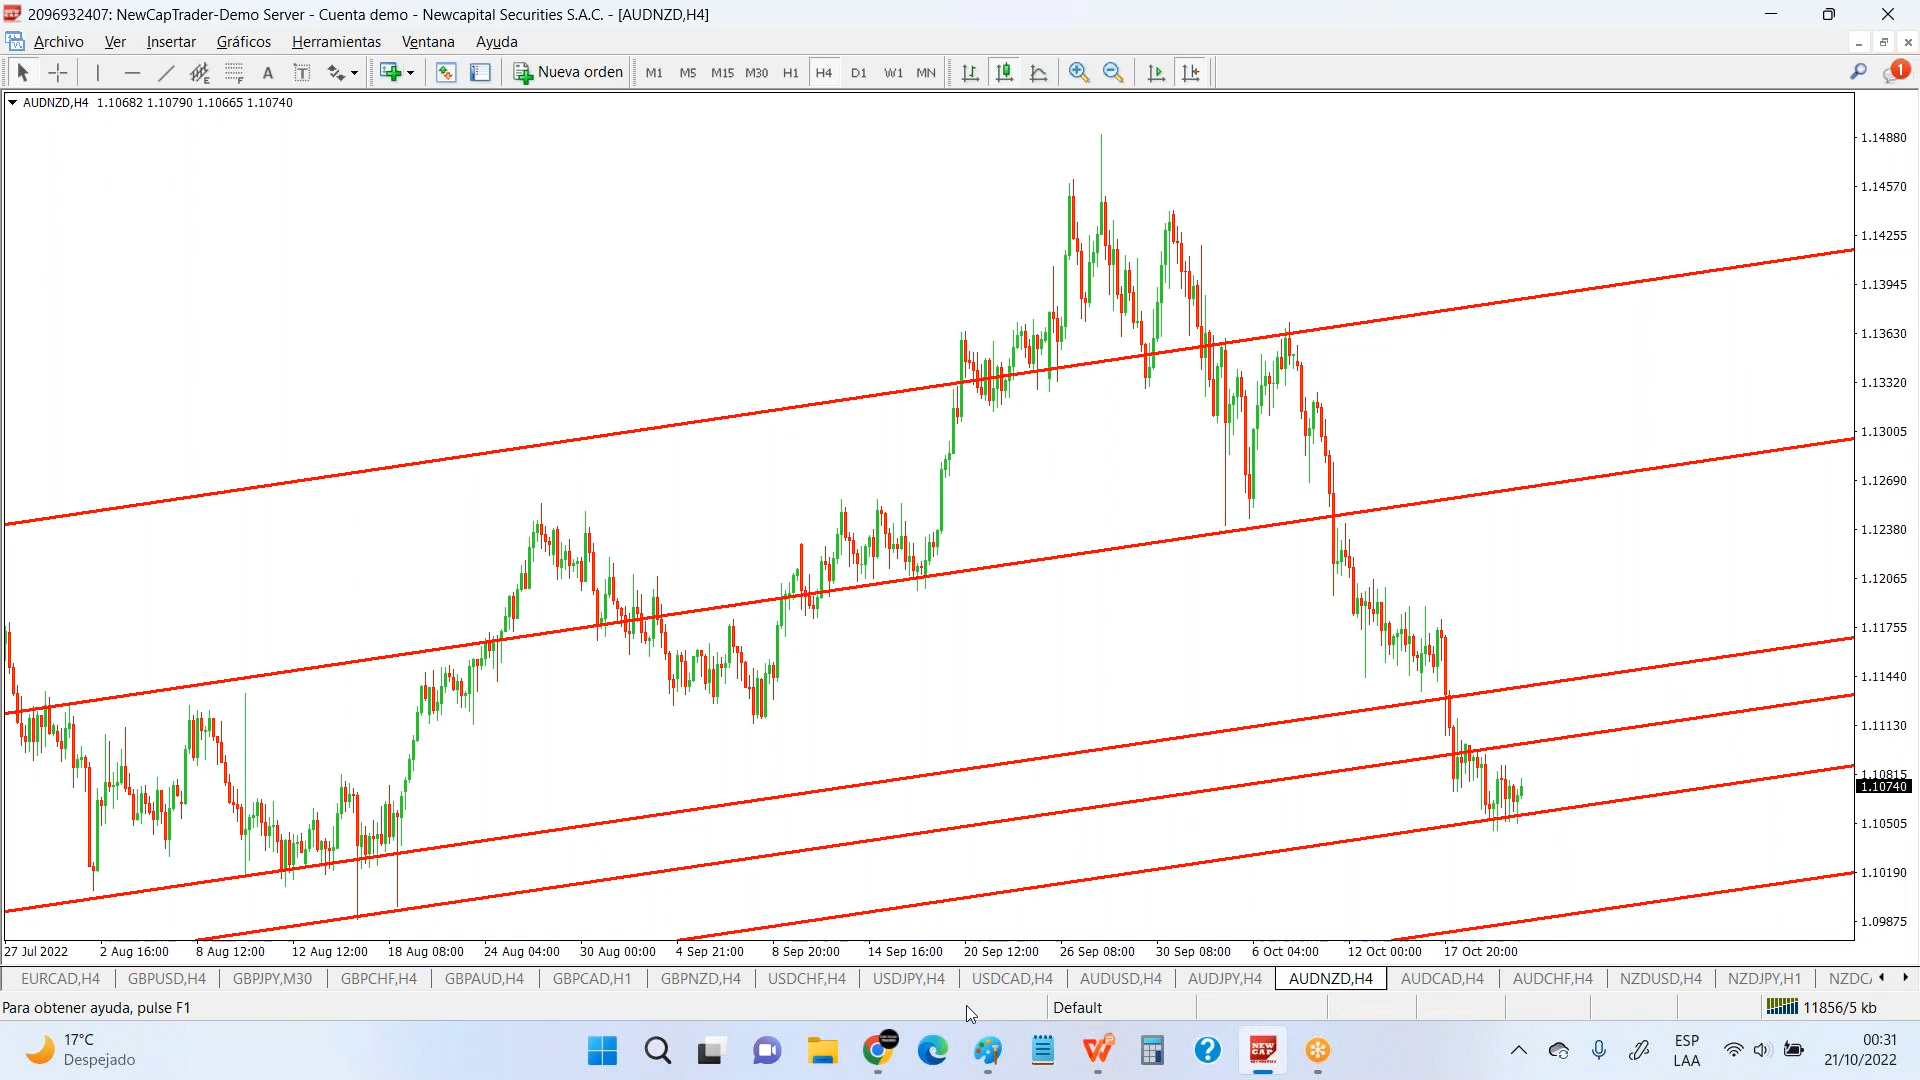 2096932407: NewCapTrader-Demo Server - Cuenta demo - Newcapital Securities S.A.C. - [AUDNZD,H4]
Archivo Ver Insertar Gráficos Herramientas Ventana Ayuda
A T Nueva orden M1 M5 M15 M30 H1 H4 D1 W1 MN 1
AUDNZD,H4 1.10682 1.10790 1.10665 1.10740
1.14880
1.14570
1.14255
1.13945
1.13630
1.13320
1.13005
1.12690
1.12380
1.12065
1.11755
1.11440
1.11130
1.10815
1.10740
1.10505
1.10190
1.09875
27 Jul 2022 2 Aug 16:00 8 Aug 12:00 12 Aug 12:00 18 Aug 08:00 24 Aug 04:00 30 Aug 00:00 4 Sep 21:00 8 Sep 20:00 14 Sep 16:00 20 Sep 12:00 26 Sep 08:00 30 Sep 08:00 6 Oct 04:00 12 Oct 00:00 17 Oct 20:00
EURCAD,H4 GBPUSD,H4 GBPJPY,M30 GBPCHF,H4 GBPAUD,H4 GBPCAD,H1 GBPNZD,H4 USDCHF,H4 USDJPY,H4 USDCAD,H4 AUDUSD,H4 AUDJPY,H4 AUDNZD,H4 AUDCAD,H4 AUDCHF,H4 NZDUSD,H4 NZDJPY,H1 NZDC
Para obtener ayuda, pulse F1 Default 11856/5 kb
17°C
Despejado
NEW CAP
ESP
LAA
00:31
21/10/2022